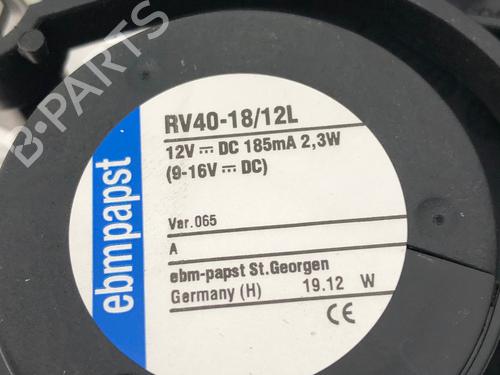 B-PARTS
ebmpapst
RV40-18/12L
12V ⎓ DC 185mA 2,3W
(9-16V ⎓ DC)
Var.065
A
ebm-papst St.Georgen
Germany (H) 19.12 W
CE